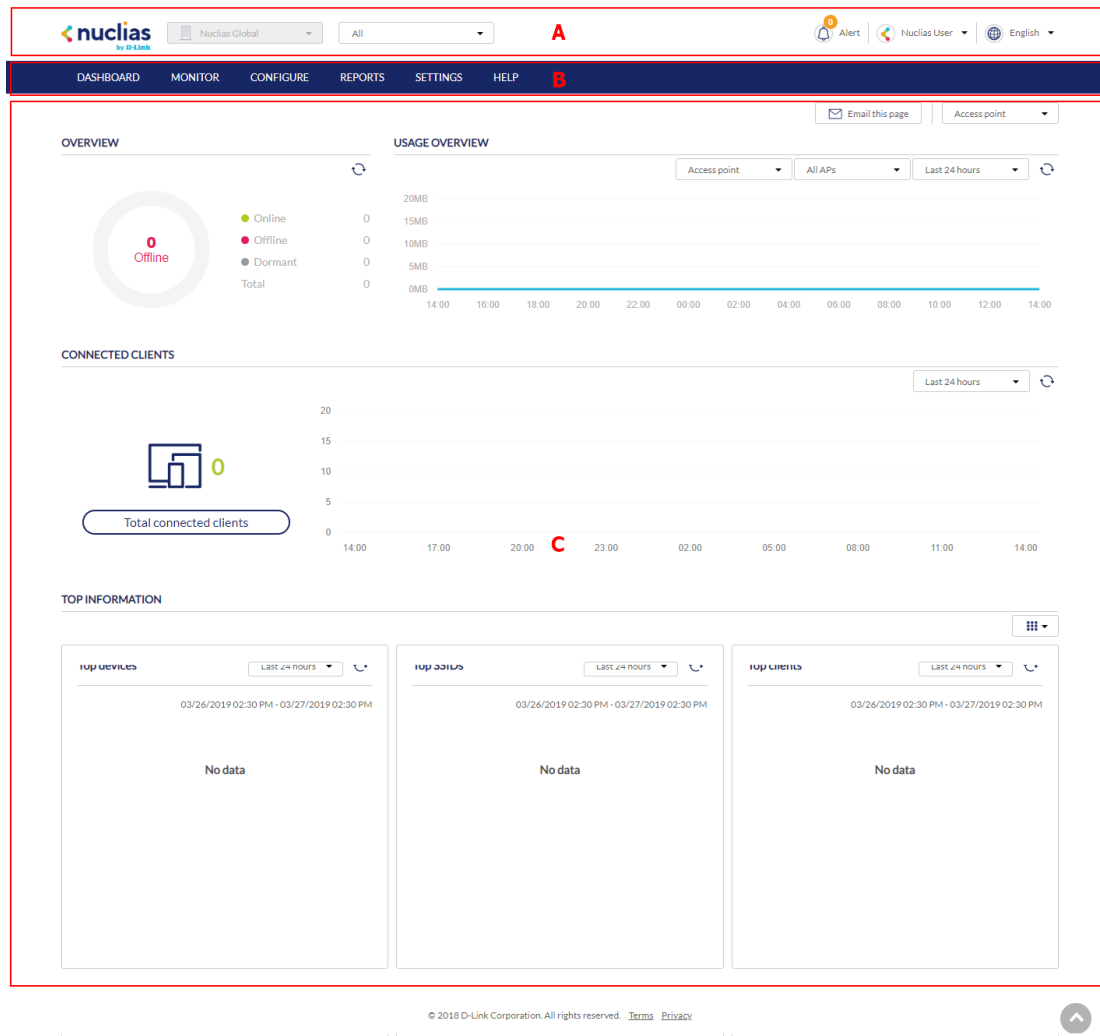 nuclias
by D-Link
Nuclias Global
All
A
0
Alert
Nuclias User
English
DASHBOARD MONITOR CONFIGURE REPORTS SETTINGS HELP B
Email this page
Access point
OVERVIEW
0
Offline
Online 0
Offline 0
Dormant 0
Total 0
USAGE OVERVIEW
Access point All APs Last 24 hours
20MB
15MB
10MB
5MB
0MB
14:00 16:00 18:00 20:00 22:00 00:00 02:00 04:00 06:00 08:00 10:00 12:00 14:00
CONNECTED CLIENTS
Last 24 hours
0
Total connected clients
20
15
10
5
0
14:00 17:00 20:00 23:00 02:00 05:00 08:00 11:00 14:00
C
TOP INFORMATION
Top devices Last 24 hours
03/26/2019 02:30 PM - 03/27/2019 02:30 PM
No data
Top SSIDs Last 24 hours
03/26/2019 02:30 PM - 03/27/2019 02:30 PM
No data
Top clients Last 24 hours
03/26/2019 02:30 PM - 03/27/2019 02:30 PM
No data
© 2018 D-Link Corporation. All rights reserved. Terms Privacy